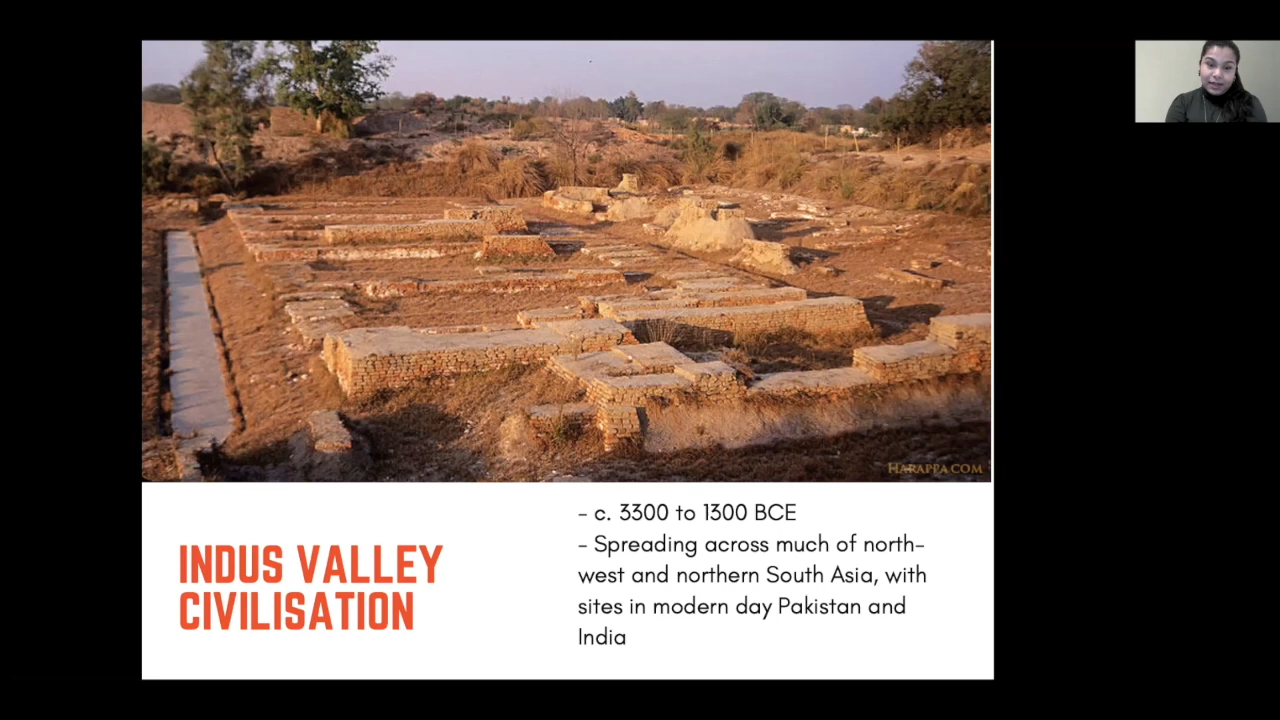 HARAPPA.COM
INDUS VALLEY
CIVILISATION
- c. 3300 to 1300 BCE
- Spreading across much of north-
west and northern South Asia, with
sites in modern day Pakistan and
India